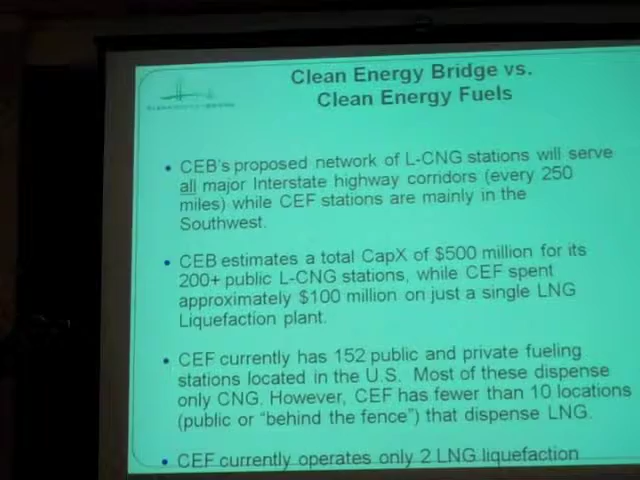 Clean Energy Bridge vs.
Clean Energy Fuels
• CEB's proposed network of L-CNG stations will serve
all major Interstate highway corridors (every 250
miles) while CEF stations are mainly in the
Southwest.
• CEB estimates a total CapX of $500 million for its
200+ public L-CNG stations, while CEF spent
approximately $100 million on just a single LNG
Liquefaction plant.
• CEF currently has 152 public and private fueling
stations located in the U.S. Most of these dispense
only CNG. However, CEF has fewer than 10 locations
(public or “behind the fence”) that dispense LNG.
• CEF currently operates only 2 LNG liquefaction